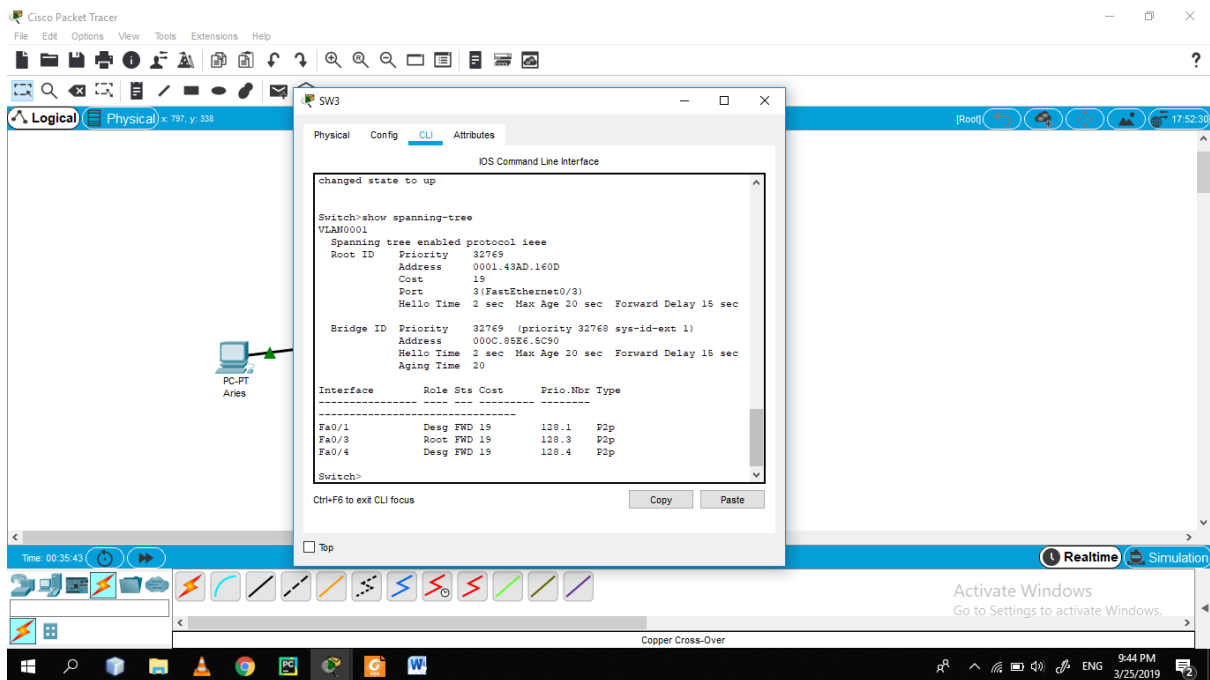 Cisco Packet Tracer
File Edit Options View Tools Extensions Help
?
Logical Physical x: 797, y: 338
[Root] 17:52:30
SW3
Physical Config CLI Attributes
IOS Command Line Interface
changed state to up
Switch>show spanning-tree
VLAN0001
Spanning tree enabled protocol ieee
Root ID Priority 32769
Address 0001.43AD.160D
Cost 19
Port 3(FastEthernet0/3)
Hello Time 2 sec Max Age 20 sec Forward Delay 15 sec
Bridge ID Priority 32769 (priority 32768 sys-id-ext 1)
Address 000C.85E6.5C90
Hello Time 2 sec Max Age 20 sec Forward Delay 15 sec
Aging Time 20
Interface Role Sts Cost Prio.Nbr Type
---------------- ---- --- --------- --------
--------------------------------
Fa0/1 Desg FWD 19 128.1 P2p
Fa0/3 Root FWD 19 128.3 P2p
Fa0/4 Desg FWD 19 128.4 P2p
Switch>
Ctrl+F6 to exit CLI focus
Copy Paste
Top
PC-PT
Aries
Time: 00:35:43
Realtime Simulation
Activate Windows
Go to Settings to activate Windows.
Copper Cross-Over
ENG
9:44 PM
3/25/2019
2